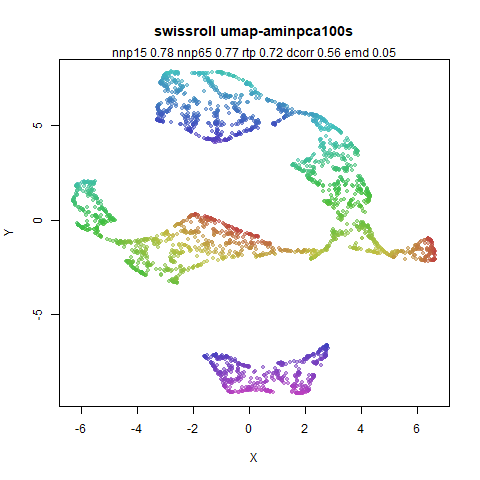 swissroll umap-aminpca100s
nnp15 0.78 nnp65 0.77 rtp 0.72 dcorr 0.56 emd 0.05
5
0
-5
Y
-6 -4 -2 0 2 4 6
X